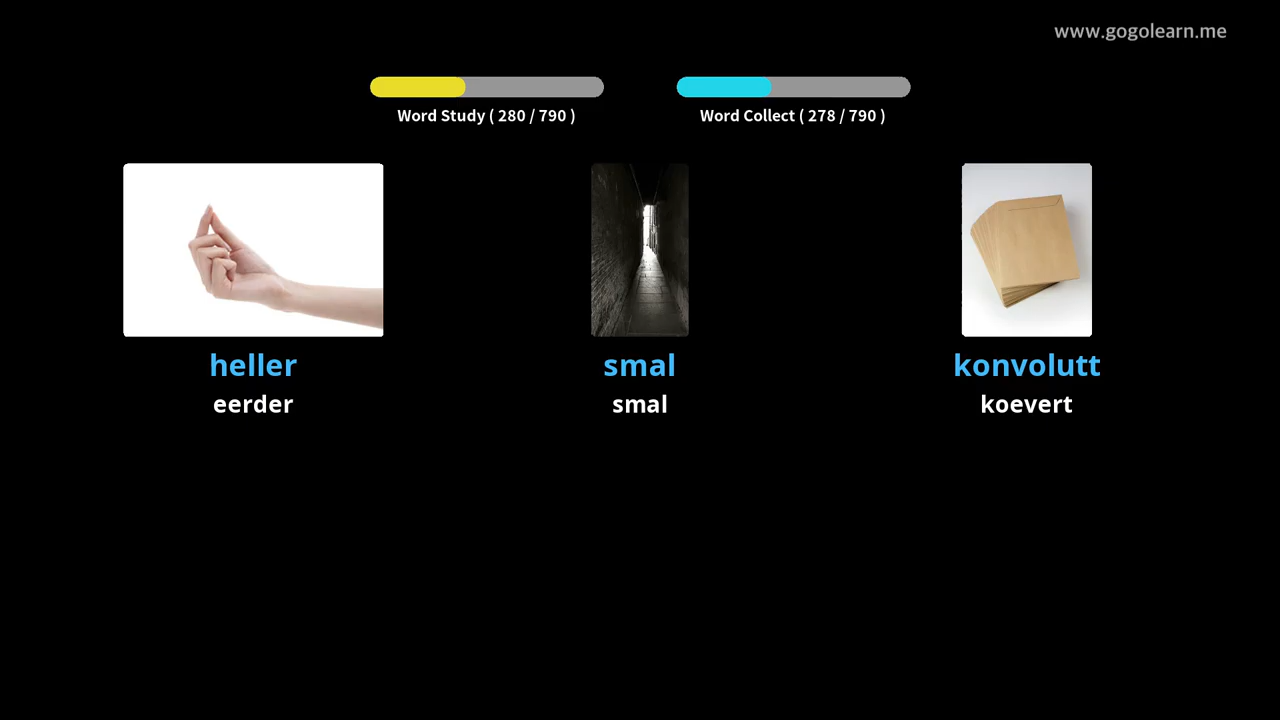 www.gogolearn.me
Word Study ( 280 / 790 )
Word Collect ( 278 / 790 )
heller
smal
konvolutt
eerder
smal
koevert